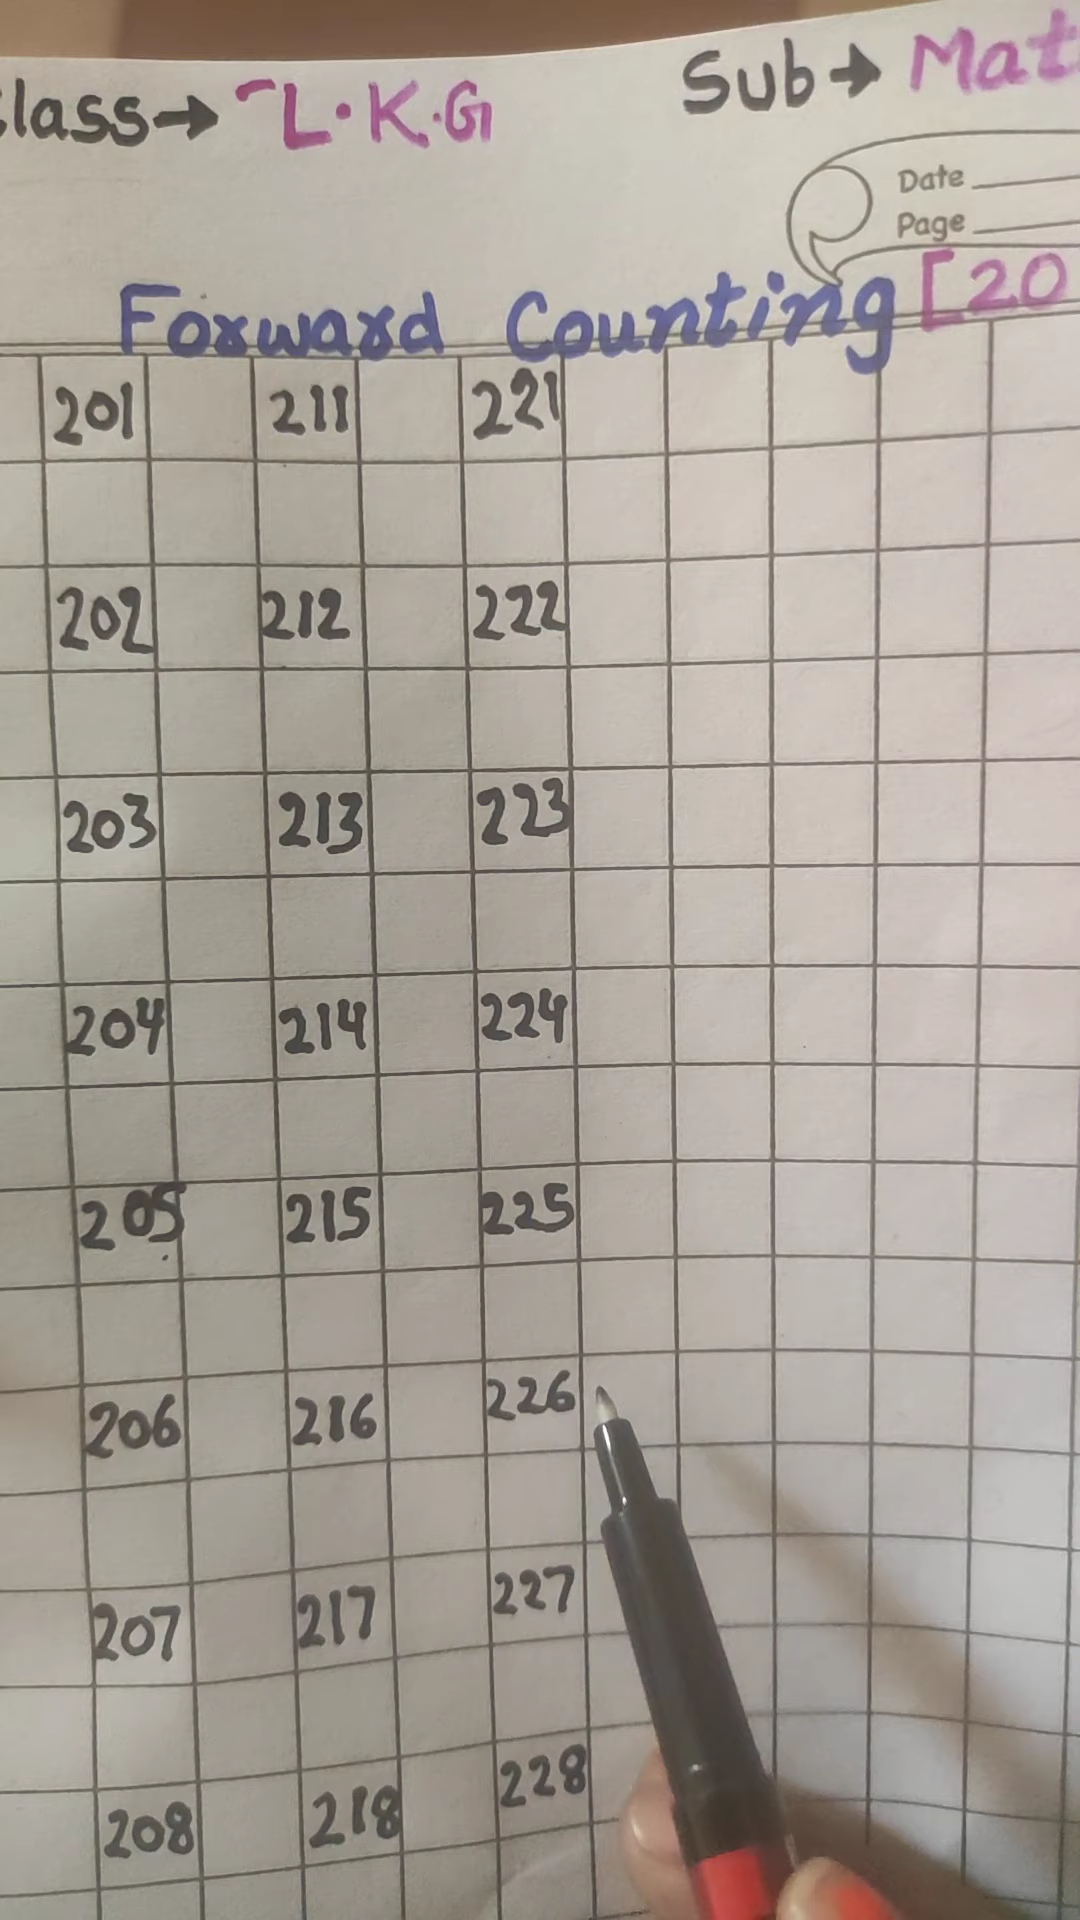 Class→ L.K.G Sub→ Mat
Date
Page
Forward Counting [20
201 211 221
202 212 222
203 213 223
204 214 224
205 215 225
206 216 226
207 217 227
208 218 228